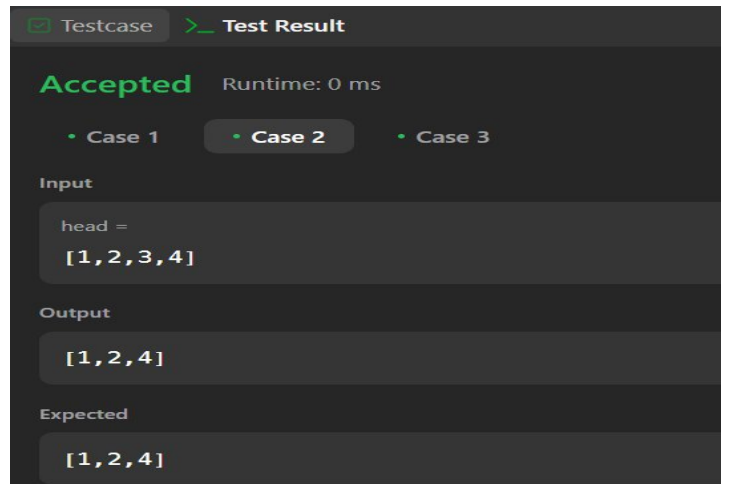 Testcase >_ Test Result
Accepted Runtime: 0 ms
• Case 1 • Case 2 • Case 3
Input
head =
[1,2,3,4]
Output
[1,2,4]
Expected
[1,2,4]